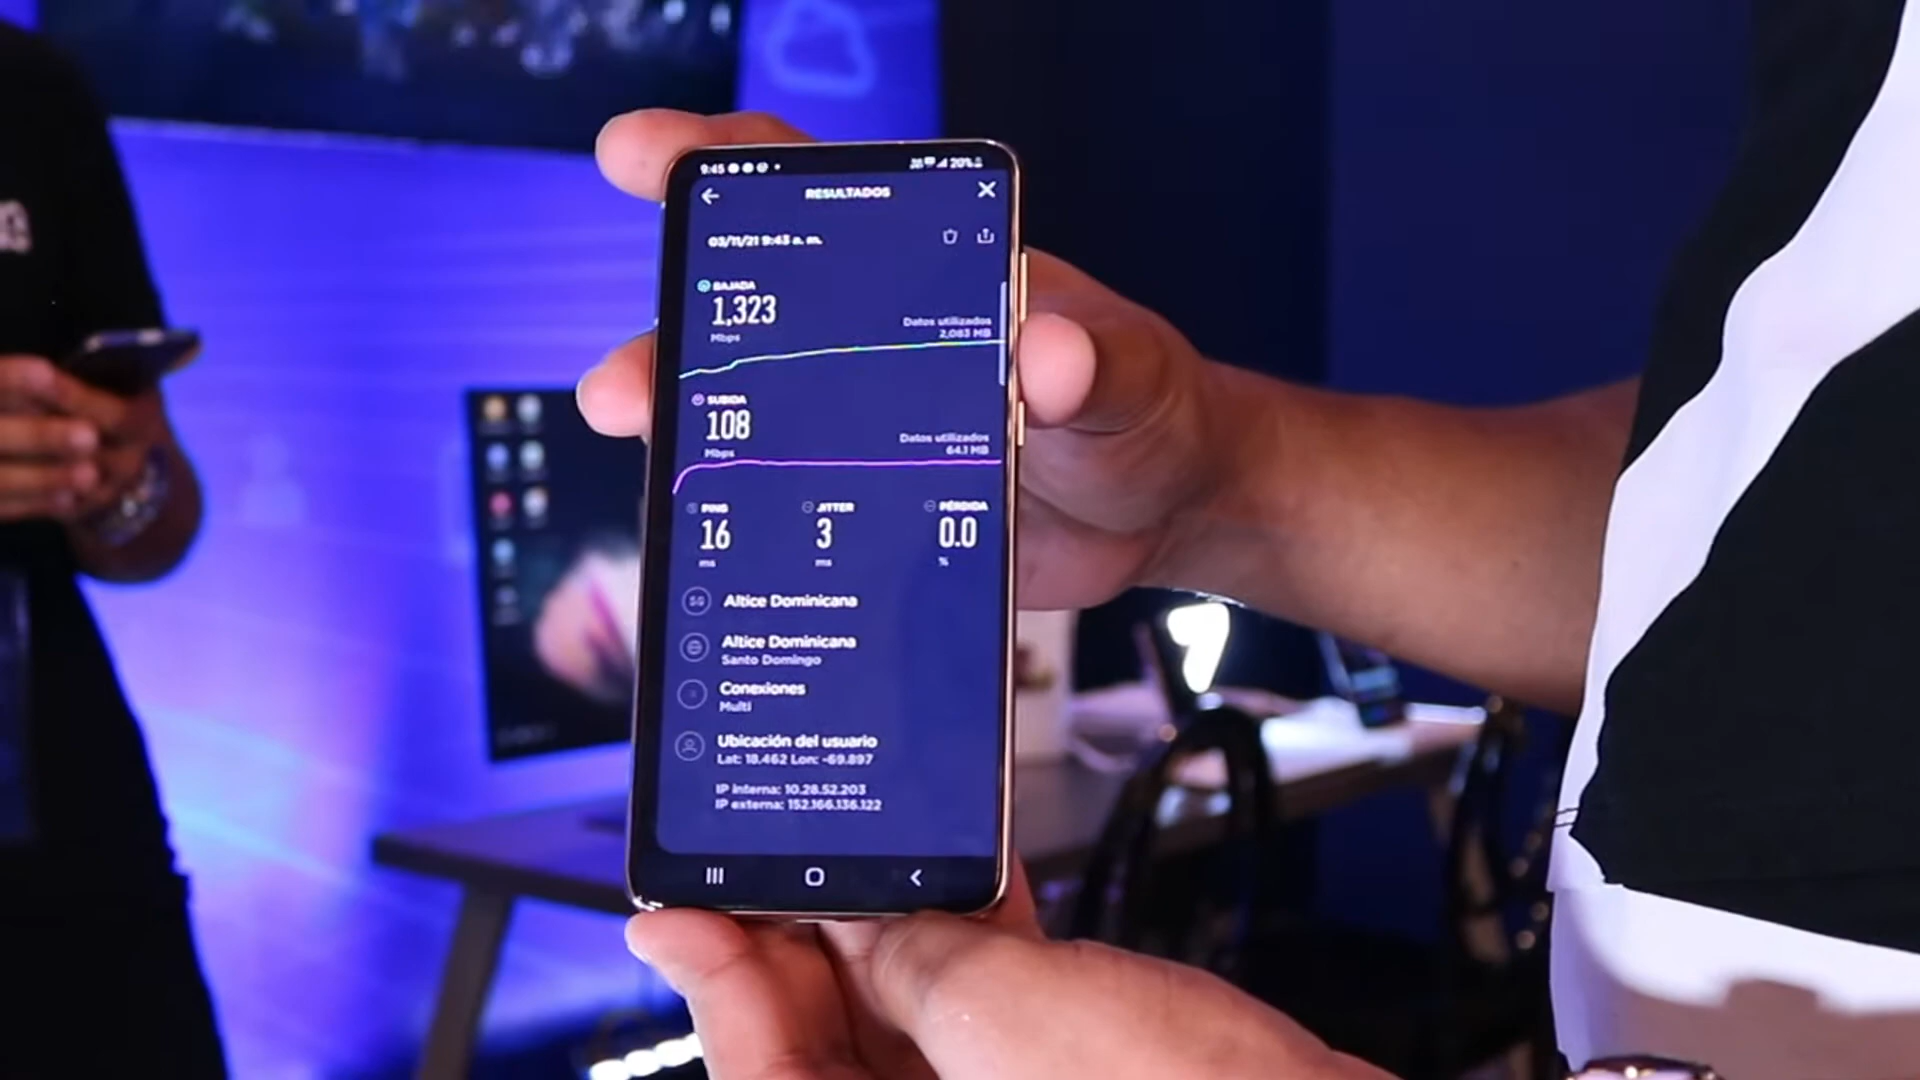 9:45 20%
RESULTADOS
03/11/21 9:43 a. m.
BAJADA
1,323
Mbps
Datos utilizados
2,083 MB
SUBIDA
108
Mbps
Datos utilizados
64.1 MB
PING JITTER PÉRDIDA
16 3 0.0
ms ms %
5G Altice Dominicana
Altice Dominicana
Santo Domingo
Conexiones
Multi
Ubicación del usuario
Lat: 18.462 Lon: -69.897
IP interna: 10.28.52.203
IP externa: 152.166.136.122